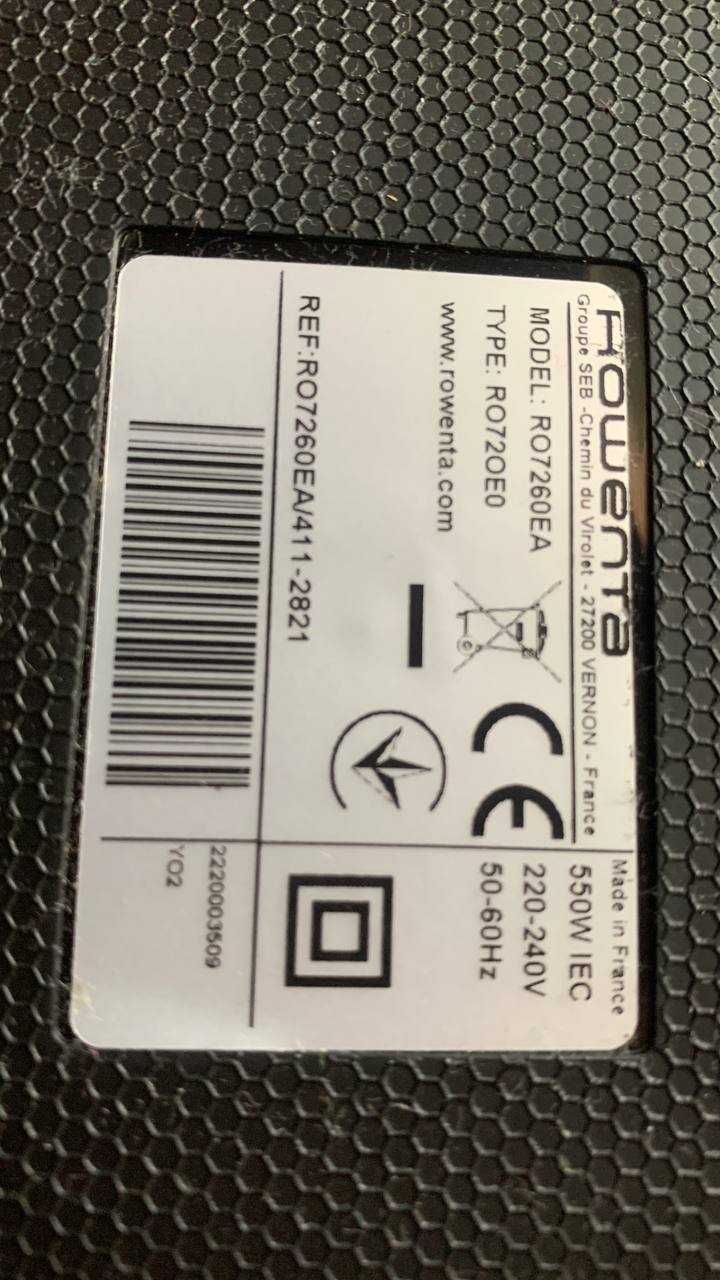 Rowenta
Groupe SEB -Chemin du Virolet - 27200 VERNON - France
MODEL: RO7260EA
TYPE: RO72OE0
www.rowenta.com
REF:RO7260EA/411-2821
Made in France
550W IEC
220-240V
50-60Hz
2220003509
YO2